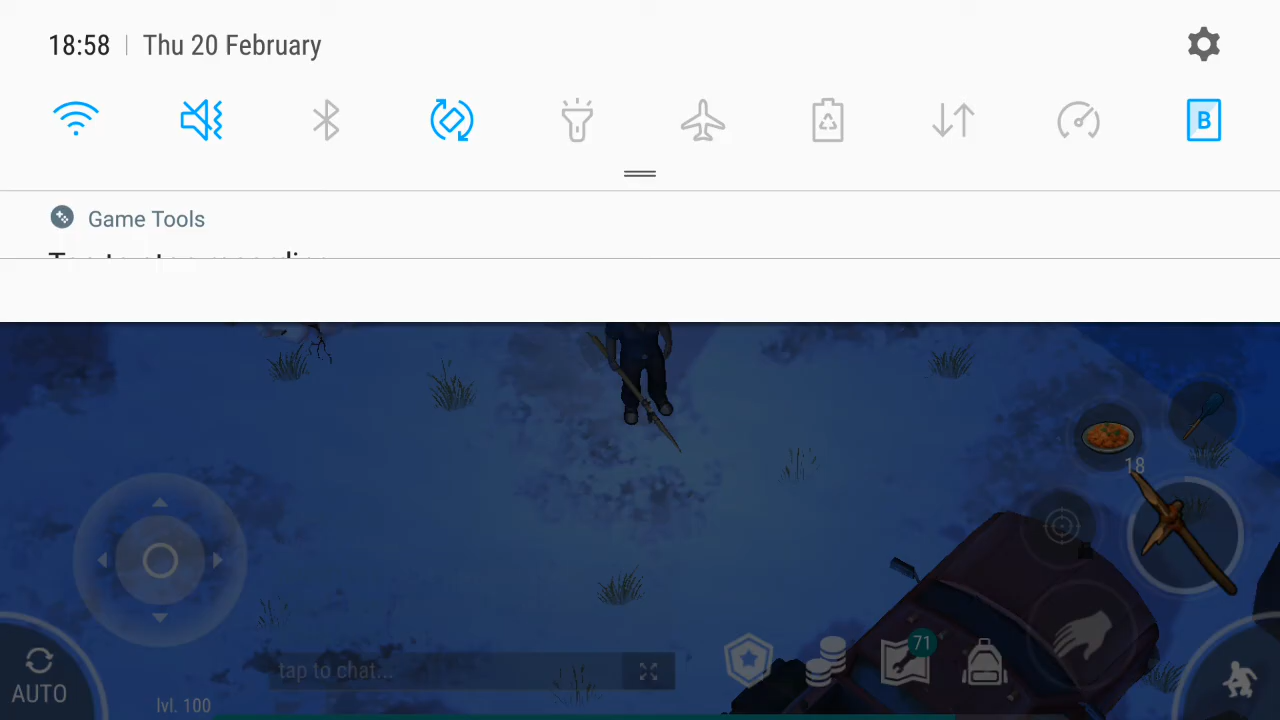 18:58 | Thu 20 February
B
Game Tools
18
71
tap to chat...
AUTO
lvl. 100